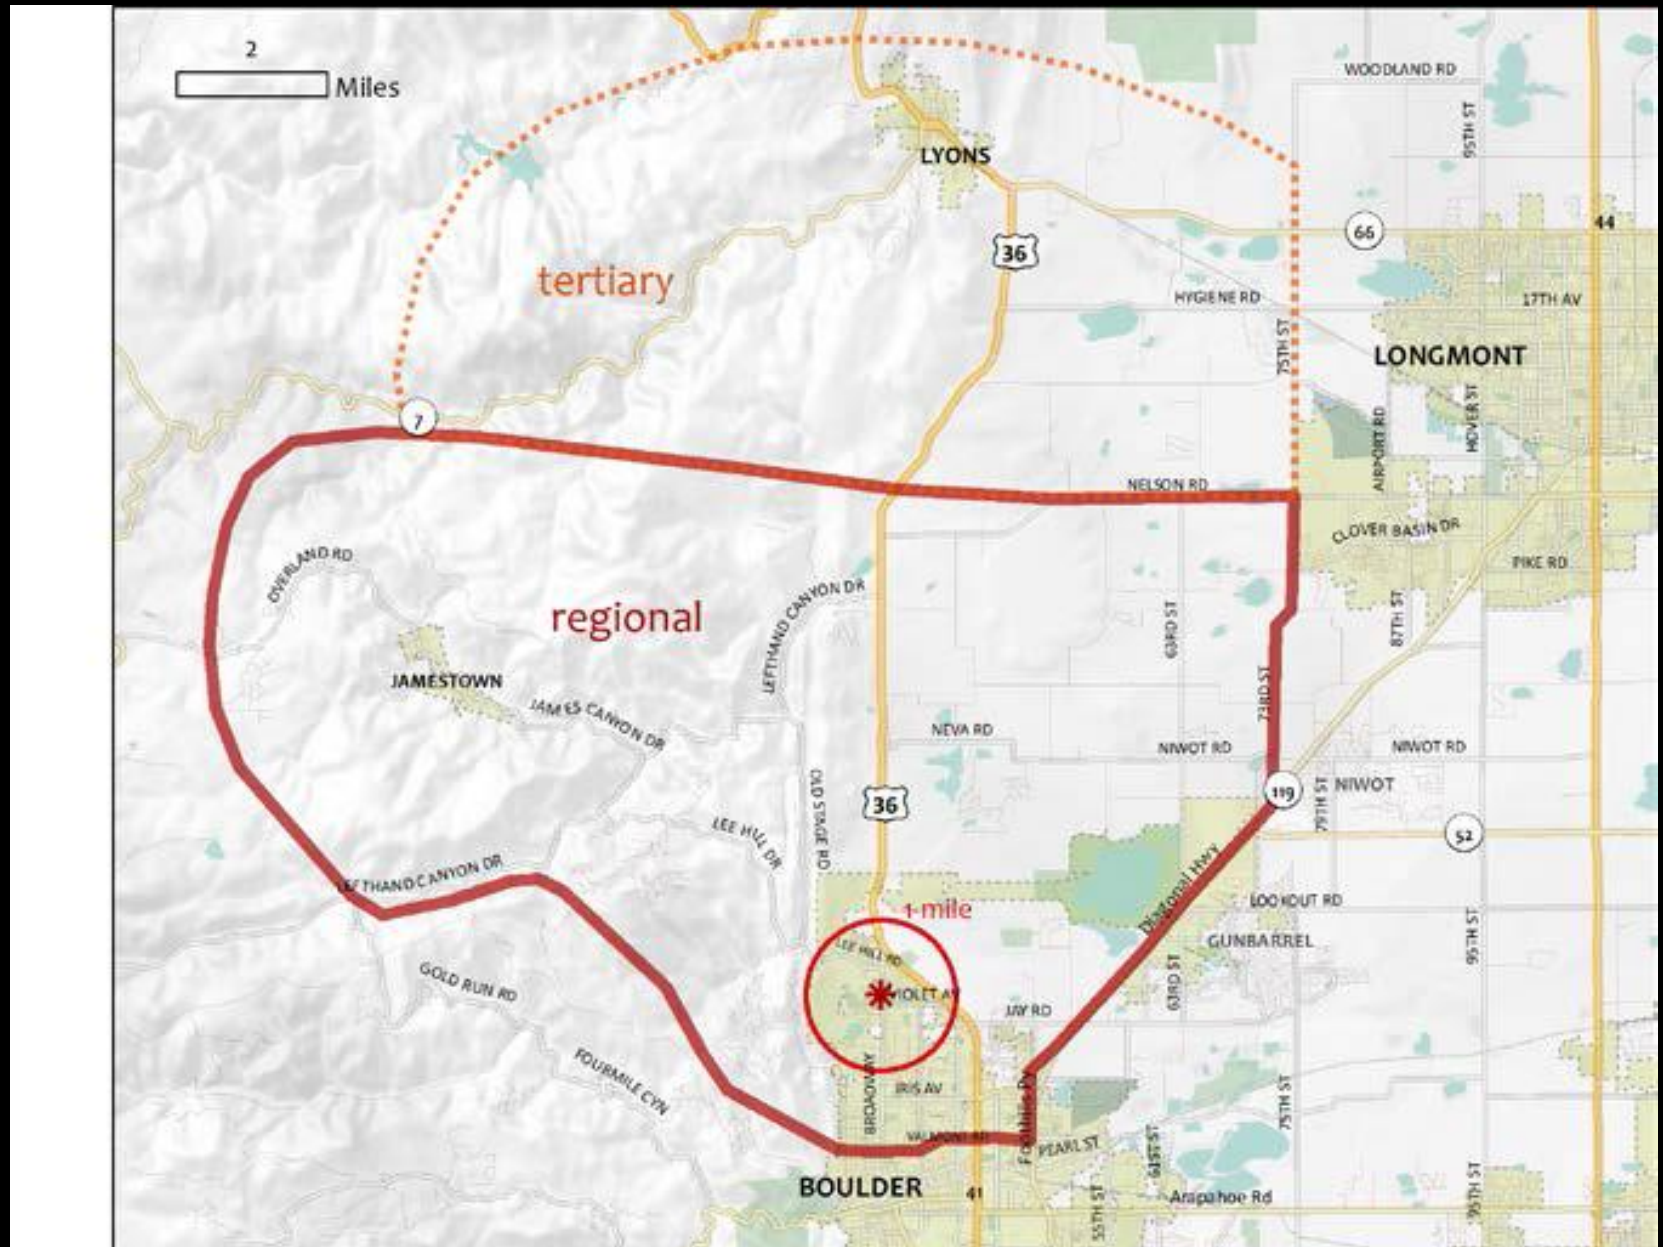 2
Miles
WOODLAND RD
95TH ST
LYONS
66
44
36
tertiary
HYGIENE RD
17TH AV
75TH ST
LONGMONT
7
AIRPORT RD
HOVER ST
NELSON RD
CLOVER BASIN DR
PIKE RD
OVERLAND RD
LEFTHAND CANYON DR
regional
63RD ST
87TH ST
JAMESTOWN
JAMES CANYON DR
73RD ST
NEVA RD
NIWOT RD
NIWOT RD
OLD STAGE RD
36
119
79TH ST
NIWOT
LEE HILL DR
52
LEFTHAND CANYON DR
Diagonal Hwy
LOOKOUT RD
1-mile
95TH ST
GUNBARREL
LEE HILL RD
GOLD RUN RD
VIOLET AV
63RD ST
JAY RD
FOURMILE CYN
BROADWAY
IRIS AV
Foothills Py
75TH ST
VALMONT RD
PEARL ST
61ST ST
BOULDER
41
55TH ST
Arapahoe Rd
95TH ST